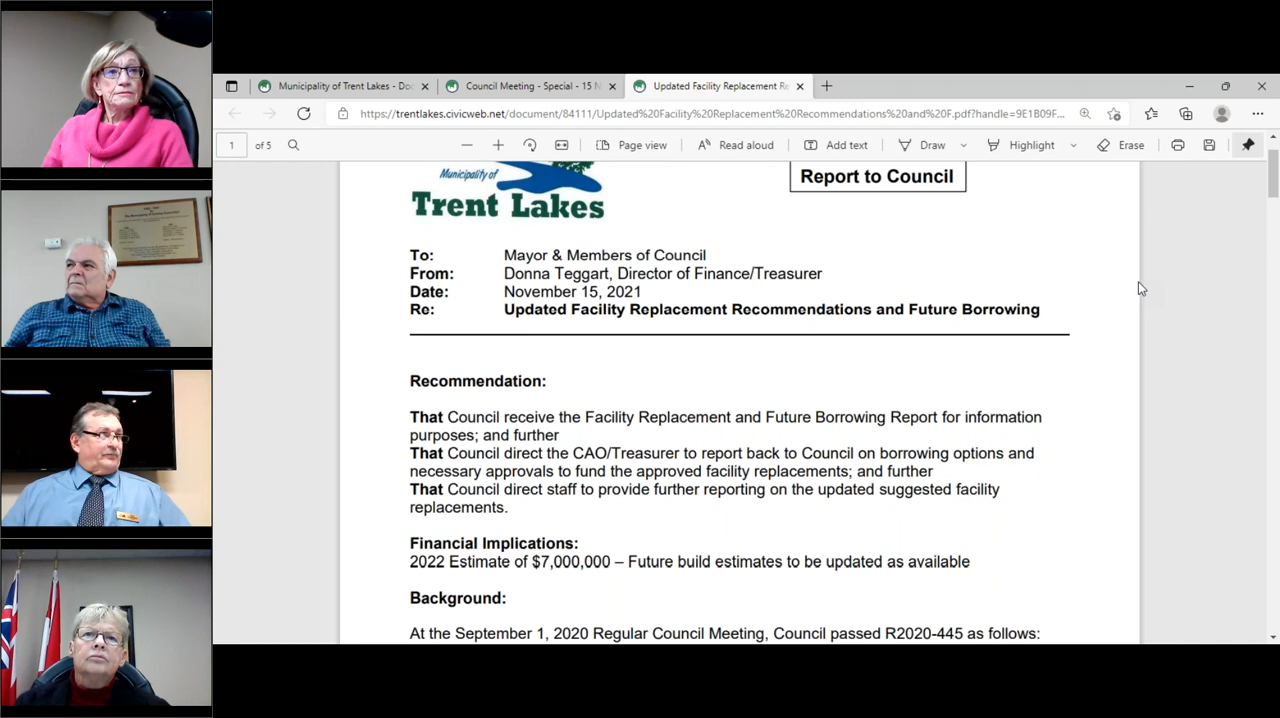 Municipality of Trent Lakes - Doc
Council Meeting - Special - 15 N
Updated Facility Replacement Re
https://trentlakes.civicweb.net/document/84111/Updated%20Facility%20Replacement%20Recommendations%20and%20F.pdf?handle=9E1B09F...
1 of 5
Page view
Read aloud
Add text
Draw
Highlight
Erase
Municipality of
Trent Lakes
Report to Council
To: Mayor & Members of Council
From: Donna Teggart, Director of Finance/Treasurer
Date: November 15, 2021
Re: Updated Facility Replacement Recommendations and Future Borrowing
Recommendation:
That Council receive the Facility Replacement and Future Borrowing Report for information
purposes; and further
That Council direct the CAO/Treasurer to report back to Council on borrowing options and
necessary approvals to fund the approved facility replacements; and further
That Council direct staff to provide further reporting on the updated suggested facility
replacements.
Financial Implications:
2022 Estimate of $7,000,000 – Future build estimates to be updated as available
Background:
At the September 1, 2020 Regular Council Meeting, Council passed R2020-445 as follows: